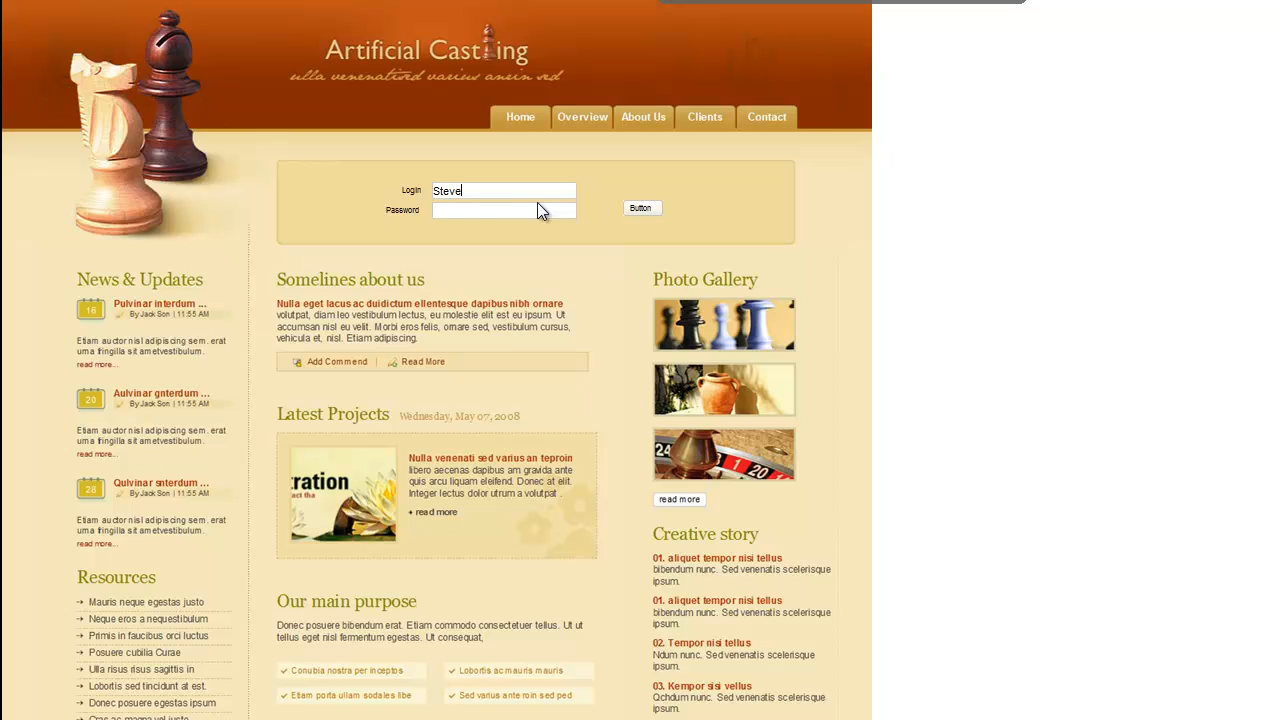 Artificial Casting
ulla venenatised varius anein sed
Home
Overview
About Us
Clients
Contact
Login
Steve
Password
Button
News & Updates
Pulvinar interdum ...
By Jack Son | 11:55 AM
16
Etiam auctor nisl adipiscing sem. erat
urna fringilla sit ametvestibulum.
read more...
Aulvinar gnterdum ...
By Jack Son | 11:55 AM
29
Etiam auctor nisl adipiscing sem. erat
urna fringilla sit ametvestibulum.
read more...
Qulvinar snterdum ...
By Jack Son | 11:55 AM
28
Etiam auctor nisl adipiscing sem. erat
urna fringilla sit ametvestibulum.
read more...
Resources
Mauris neque egestas justo
Neque eros a nequestibulum
Primis in faucibus orci luctus
Posuere cubilia Curae
Ulla risus risus sagittis in
Lobortis sed tincidunt at est.
Donec posuere egestas ipsum
Cras ac magna vel justo
Somelines about us
Nulla eget lacus ac duidictum ellentesque dapibus nibh ornare
volutpat, diam leo vestibulum lectus, eu molestie elit est eu ipsum. Ut
accumsan nisl eu velit. Morbi eros felis, ornare sed, vestibulum cursus,
vehicula et, nisl. Etiam adipiscing.
Add Commend | Read More
Latest Projects
Wednesday, May 07, 2008
tration
act tha
Nulla venenati sed varius an teproin
libero aecenas dapibus am gravida ante
quis arcu liquam eleifend. Donec at elit.
Integer lectus dolor utrum a volutpat .
read more
Our main purpose
Donec posuere bibendum erat. Etiam commodo consectetuer tellus. Ut ut
tellus eget nisl fermentum egestas. Ut consequat,
Conubia nostra per inceptos
Lobortis ac mauris mauris
Etiam porta ullam sodales libe
Sed varius ante roin sed ped
Photo Gallery
24
1
20
read more
Creative story
01. aliquet tempor nisi tellus
bibendum nunc. Sed venenatis scelerisque
ipsum.
01. aliquet tempor nisi tellus
bibendum nunc. Sed venenatis scelerisque
ipsum.
02. Tempor nisi tellus
Ndum nunc. Sed venenatis scelerisque
ipsum.
03. Kempor sisi vellus
Qchdum nunc. Sed venenatis scelerisque
ipsum.